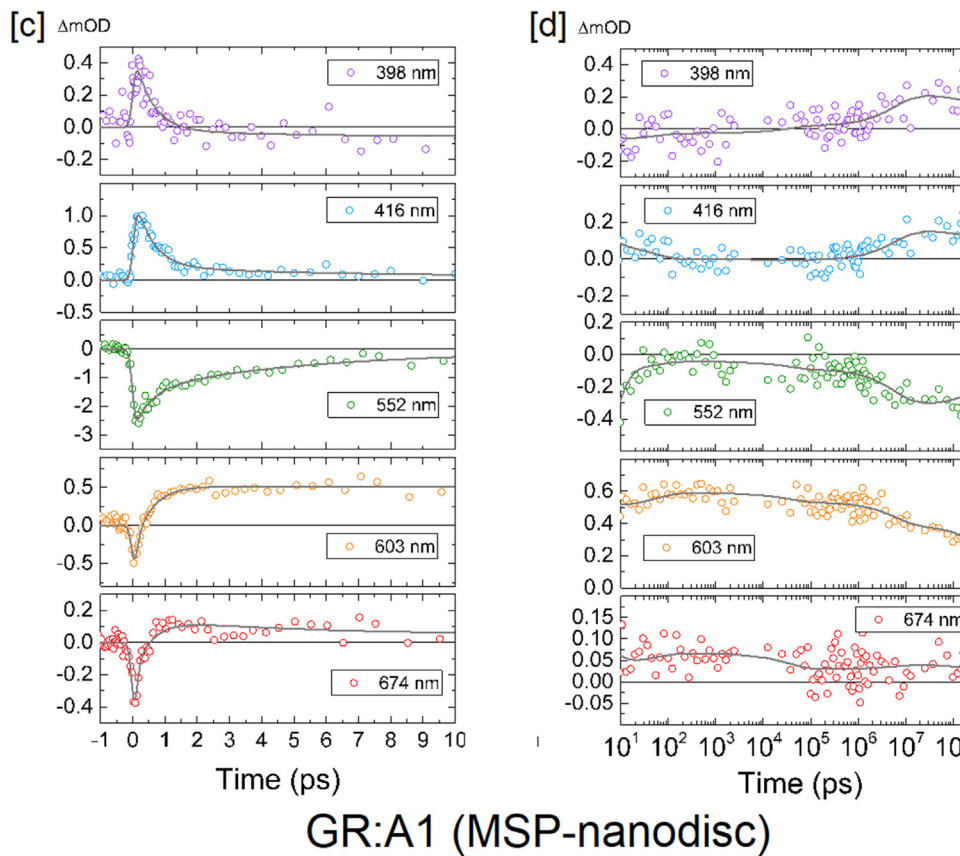 [c] ΔmOD
0.4
0.2
0.0
-0.2
398 nm
1.0
0.5
0.0
-0.5
416 nm
0
-1
-2
-3
552 nm
0.5
0.0
-0.5
603 nm
0.2
0.0
-0.2
-0.4
674 nm
-1 0 1 2 3 4 5 6 7 8 9 10
Time (ps)
[d] ΔmOD
0.4
0.2
0.0
-0.2
398 nm
0.2
0.0
-0.2
416 nm
0.2
0.0
-0.2
-0.4
552 nm
0.6
0.4
0.2
0.0
603 nm
0.15
0.10
0.05
0.00
-0.05
674 nm
10¹ 10² 10³ 10⁴ 10⁵ 10⁶ 10⁷ 10
Time (ps)
GR:A1 (MSP-nanodisc)